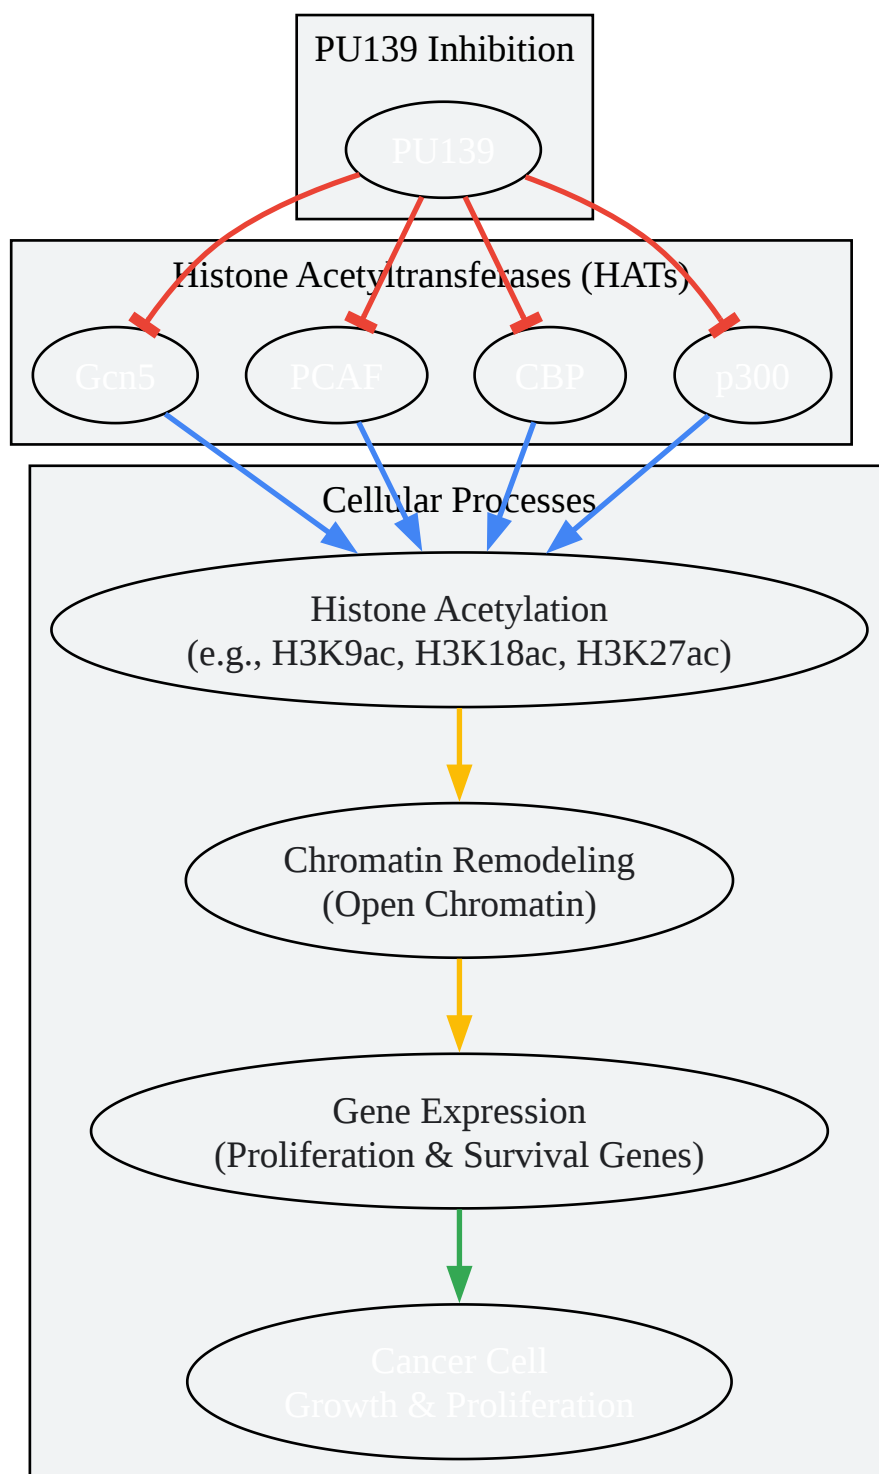 PU139 Inhibition
PU139
Histone Acetyltransferases (HATs)
Gcn5
PCAF
CBP
p300
Cellular Processes
Histone Acetylation
(e.g., H3K9ac, H3K18ac, H3K27ac)
Chromatin Remodeling
(Open Chromatin)
Gene Expression
(Proliferation & Survival Genes)
Cancer Cell
Growth & Proliferation